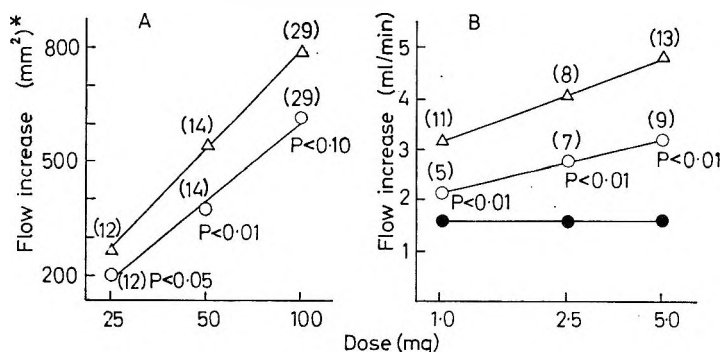 A
Flow increase (mm²)*
800
500
200
(29)
(29)
P<0·10
(14)
(14)
P<0·01
(12)
(12) P<0·05
25 50 100
B
Flow increase (ml/min)
5
4
3
2
1
(13)
(8)
(11)
(9)
P<0·01
(7)
P<0·01
(5)
P<0·01
1·0 2·5 5·0
Dose (mg)